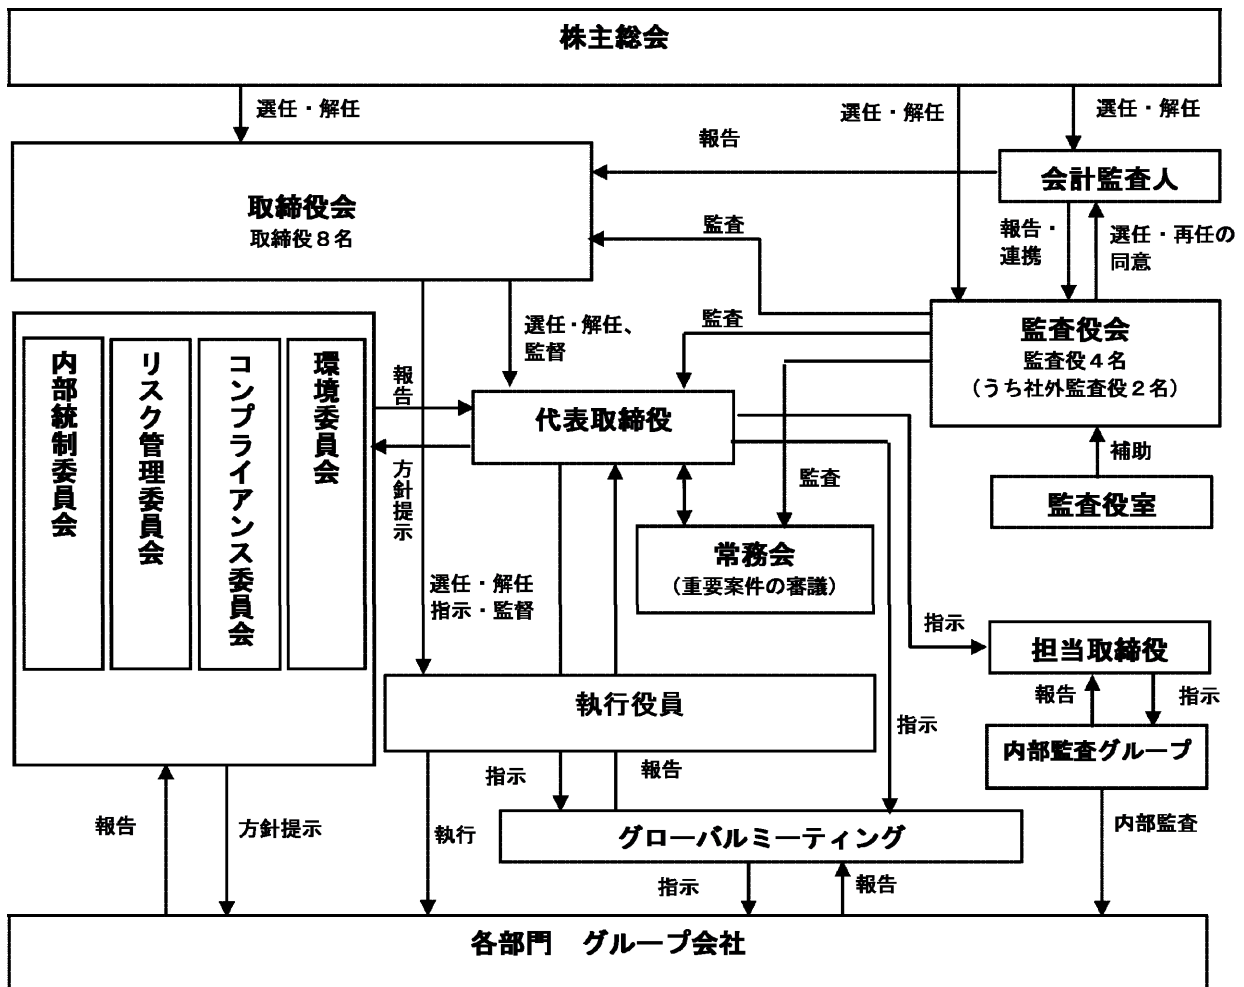 株主総会
選任・解任
選任・解任
選任・解任
報告
会計監査人
取締役会
取締役８名
監査
報告・
連携
選任・再任の
同意
選任・解任、
監督
監査
監査役会
監査役４名
（うち社外監査役２名）
内部統制委員会
リスク管理委員会
コンプライアンス委員会
環境委員会
報告
代表取締役
方針提示
監査
補助
監査役室
常務会
（重要案件の審議）
選任・解任
指示・監督
指示
担当取締役
執行役員
報告
指示
指示
内部監査グループ
指示
報告
報告
方針提示
執行
グローバルミーティング
内部監査
指示
報告
各部門　グループ会社